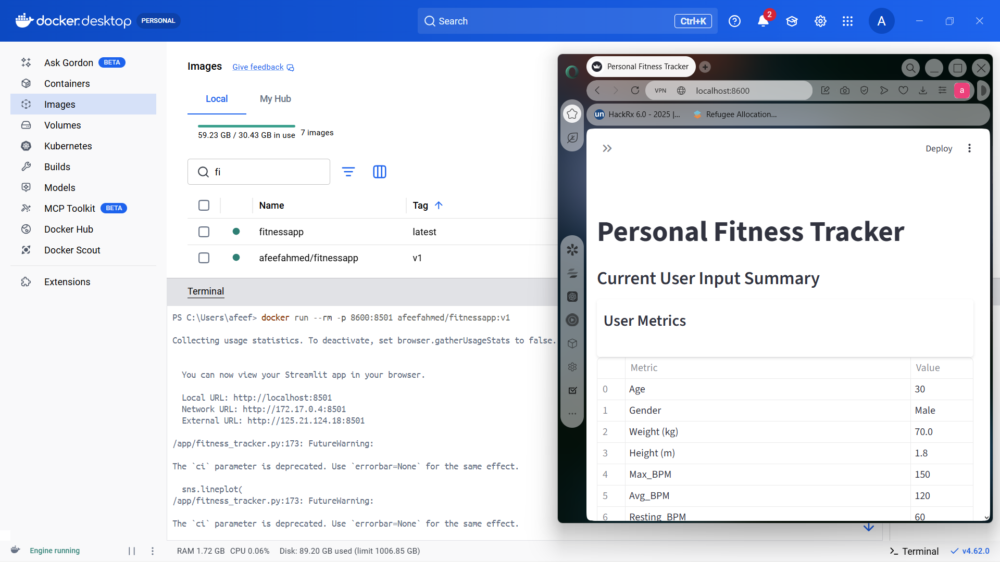 docker.desktop PERSONAL
Search Ctrl+K
2
A
Ask Gordon BETA
Containers
Images
Volumes
Kubernetes
Builds
Models
MCP Toolkit BETA
Docker Hub
Docker Scout
Extensions
Images Give feedback
Local My Hub
59.23 GB / 30.43 GB in use 7 images
fi
Name Tag
fitnessapp latest
afeefahmed/fitnessapp v1
Terminal
PS C:\Users\afeef> docker run --rm -p 8600:8501 afeefahmed/fitnessapp:v1
Collecting usage statistics. To deactivate, set browser.gatherUsageStats to false.
You can now view your Streamlit app in your browser.
Local URL: http://localhost:8501
Network URL: http://172.17.0.4:8501
External URL: http://125.21.124.18:8501
/app/fitness_tracker.py:173: FutureWarning:
The `ci` parameter is deprecated. Use `errorbar=None` for the same effect.
sns.lineplot(
/app/fitness_tracker.py:173: FutureWarning:
The `ci` parameter is deprecated. Use `errorbar=None` for the same effect.
Personal Fitness Tracker
VPN localhost:8600
a
un HackRx 6.0 - 2025 |... Refugee Allocation...
Deploy
Personal Fitness Tracker
Current User Input Summary
User Metrics
Metric Value
0 Age 30
1 Gender Male
2 Weight (kg) 70.0
3 Height (m) 1.8
4 Max_BPM 150
5 Avg_BPM 120
6 Resting_BPM 60
Engine running RAM 1.72 GB CPU 0.06% Disk: 89.20 GB used (limit 1006.85 GB) >_ Terminal v4.62.0